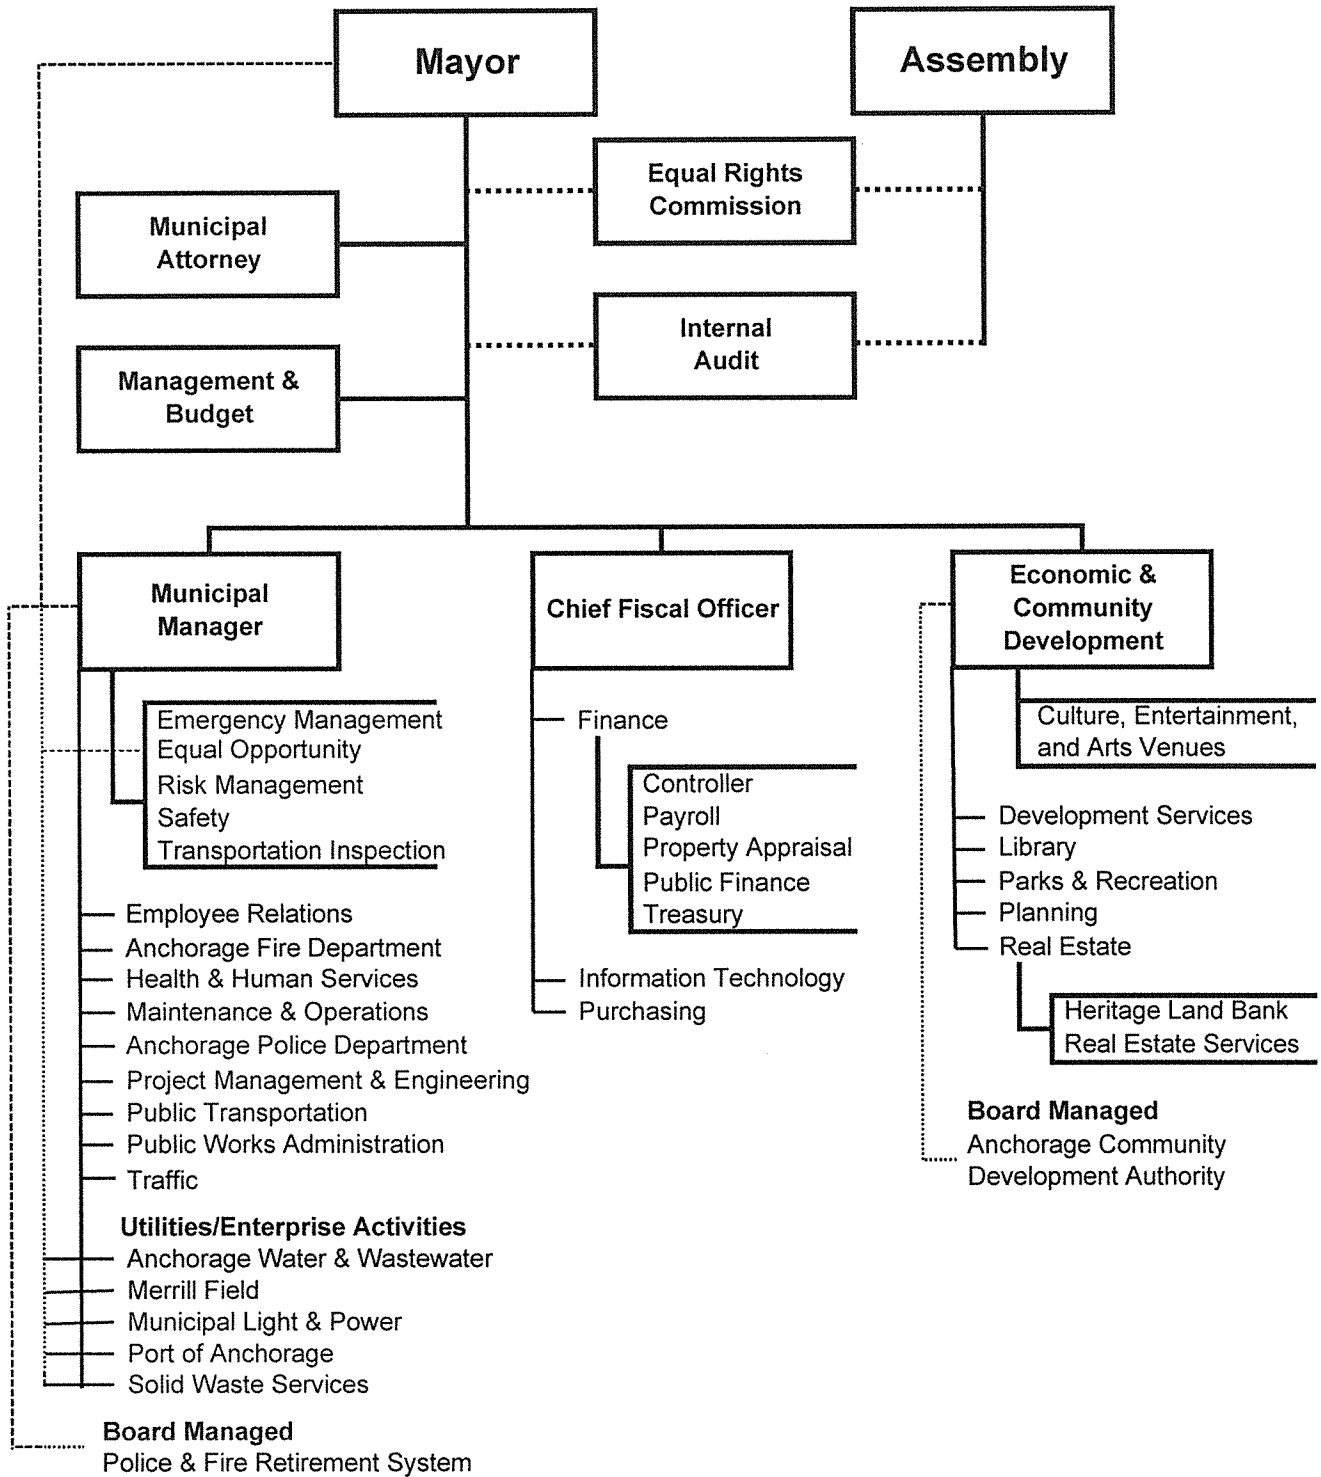 Mayor
Assembly
Equal Rights
Commission
Municipal
Attorney
Internal
Audit
Management &
Budget
Municipal
Manager
Chief Fiscal Officer
Economic &
Community
Development
Emergency Management
Equal Opportunity
Risk Management
Safety
Transportation Inspection
Employee Relations
Anchorage Fire Department
Health & Human Services
Maintenance & Operations
Anchorage Police Department
Project Management & Engineering
Public Transportation
Public Works Administration
Traffic
Utilities/Enterprise Activities
Anchorage Water & Wastewater
Merrill Field
Municipal Light & Power
Port of Anchorage
Solid Waste Services
Board Managed
Police & Fire Retirement System
Finance
Controller
Payroll
Property Appraisal
Public Finance
Treasury
Information Technology
Purchasing
Culture, Entertainment,
and Arts Venues
Development Services
Library
Parks & Recreation
Planning
Real Estate
Heritage Land Bank
Real Estate Services
Board Managed
Anchorage Community
Development Authority